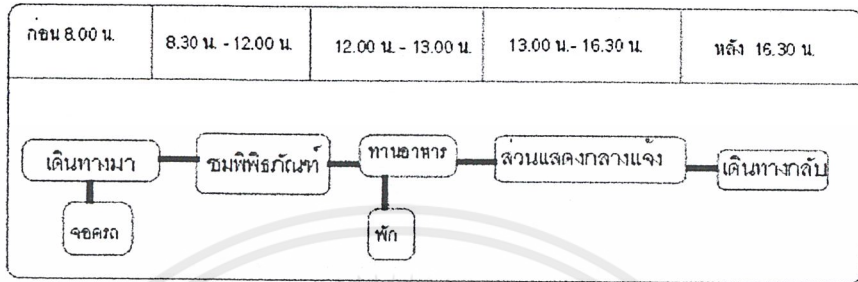 ก่อน 8.00 น.
8.30 น. - 12.00 น.
12.00 น. - 13.00 น.
13.00 น.- 16.30 น.
หลัง 16.30 น.
เดินทางมา
ชมพิพิธภัณฑ์
ทานอาหาร
ส่วนแสดงกลางแจ้ง
เดินทางกลับ
จอดรถ
พัก